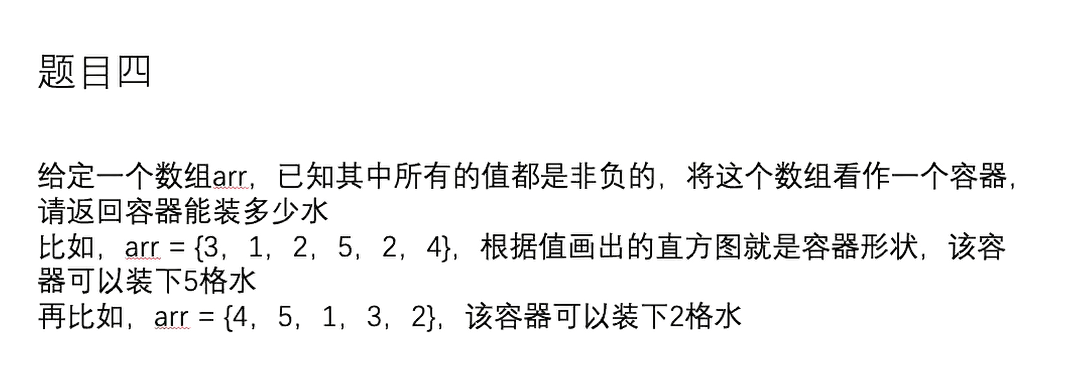 题目四
给定一个数组arr，已知其中所有的值都是非负的，将这个数组看作一个容器，
请返回容器能装多少水
比如，arr = {3，1，2，5，2，4}，根据值画出的直方图就是容器形状，该容
器可以装下5格水
再比如，arr = {4，5，1，3，2}，该容器可以装下2格水